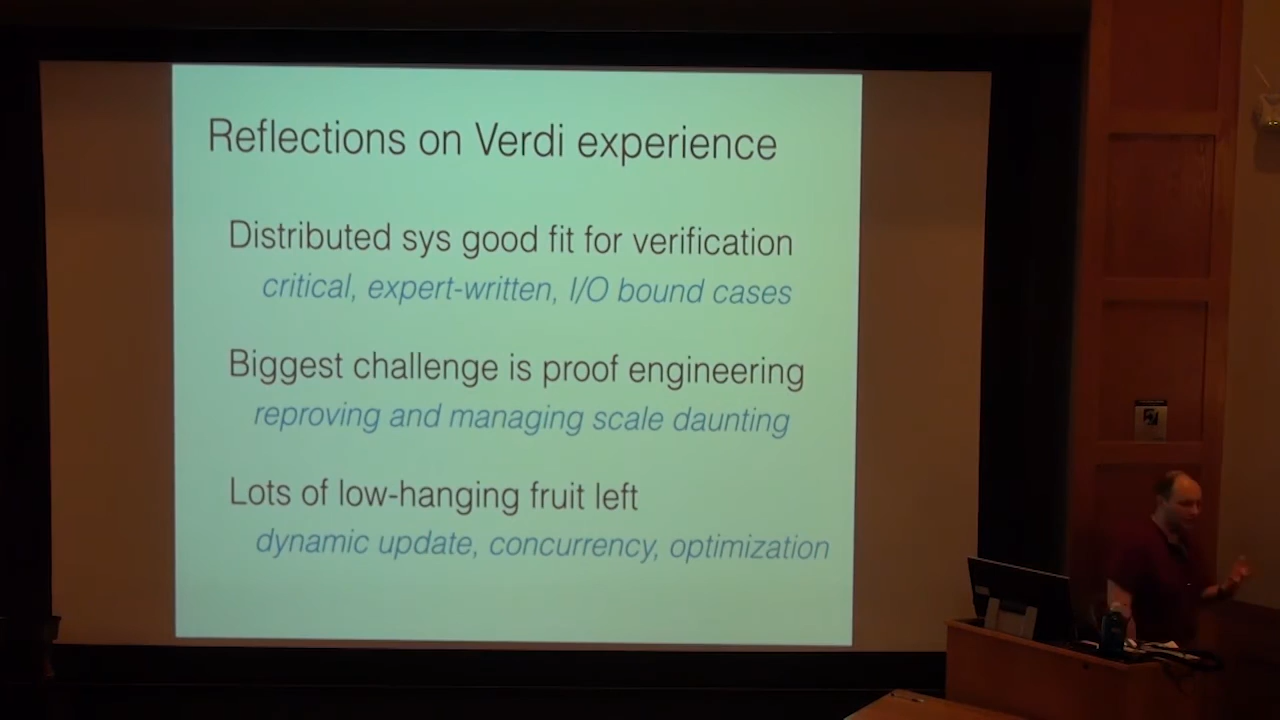 Reflections on Verdi experience
Distributed sys good fit for verification
critical, expert-written, I/O bound cases
Biggest challenge is proof engineering
reproving and managing scale daunting
Lots of low-hanging fruit left
dynamic update, concurrency, optimization